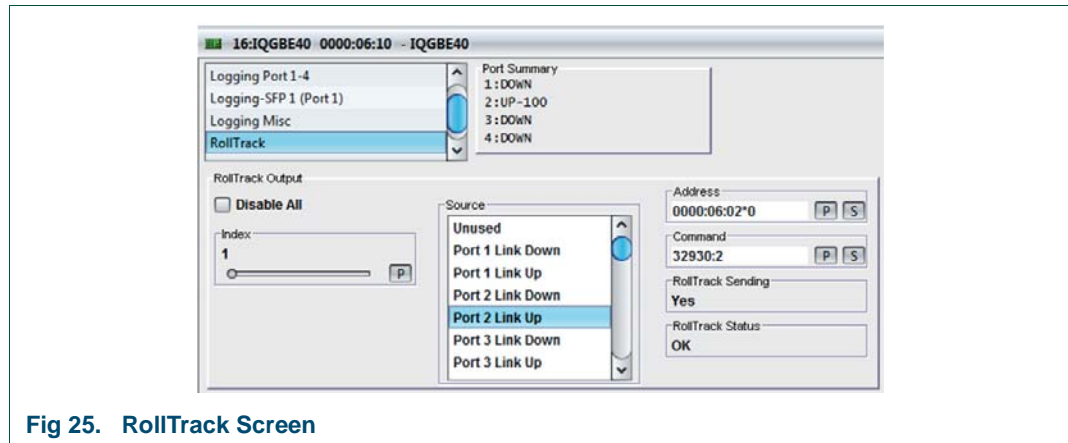 16:IQGBE40 0000:06:10 - IQGBE40
Logging Port 1-4
Logging-SFP 1 (Port 1)
Logging Misc
RollTrack
Port Summary
1:DOWN
2:UP-100
3:DOWN
4:DOWN
RollTrack Output
Disable All
Index
1
P
Source
Unused
Port 1 Link Down
Port 1 Link Up
Port 2 Link Down
Port 2 Link Up
Port 3 Link Down
Port 3 Link Up
Address
0000:06:02*0 P S
Command
32930:2 P S
RollTrack Sending
Yes
RollTrack Status
OK
Fig 25. RollTrack Screen